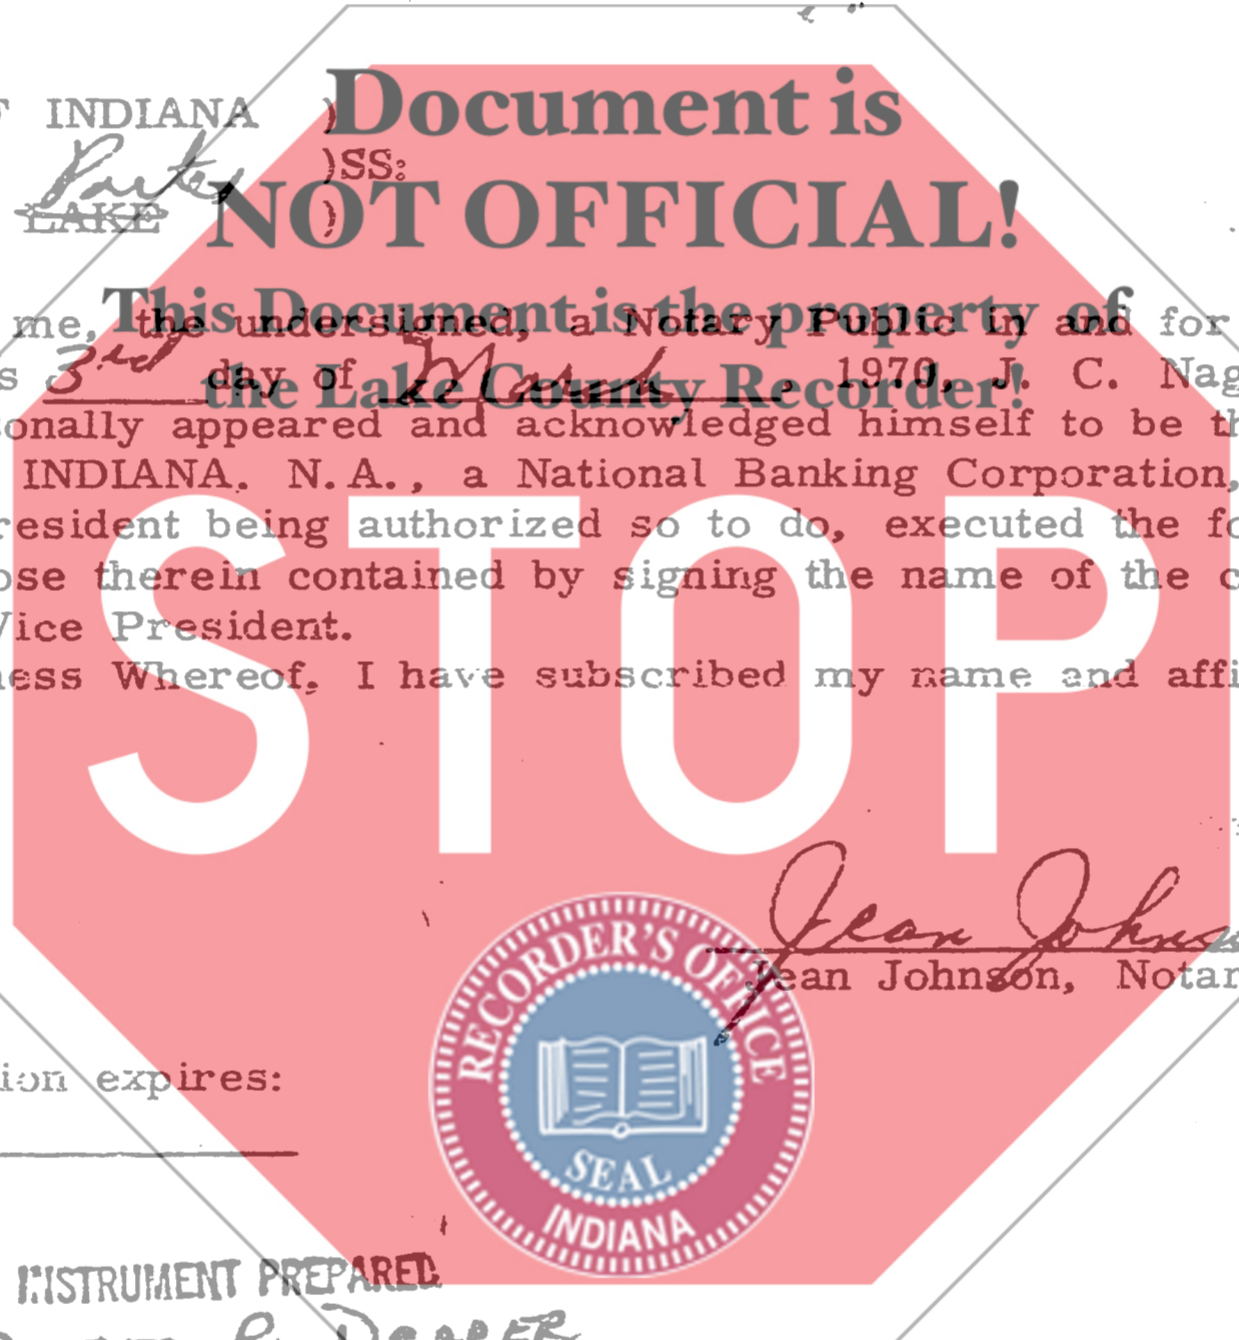 Document is
INDIANA )
Porter )SS:
NOT OFFICIAL!
LAKE )
This Document is the property of
me, the undersigned, a Notary Public in and for
s 3rd day of March, 1970, J. C. Nag
the Lake County Recorder!
onally appeared and acknowledged himself to be th
INDIANA. N.A., a National Banking Corporation,
resident being authorized so to do, executed the fo
ose therein contained by signing the name of the c
Vice President.
ness Whereof, I have subscribed my name and affi
STOP
Jean Johns
Jean Johnson, Notar
RECORDER'S OFFICE
SEAL
INDIANA
ion expires:
INSTRUMENT PREPARED
DRAPER